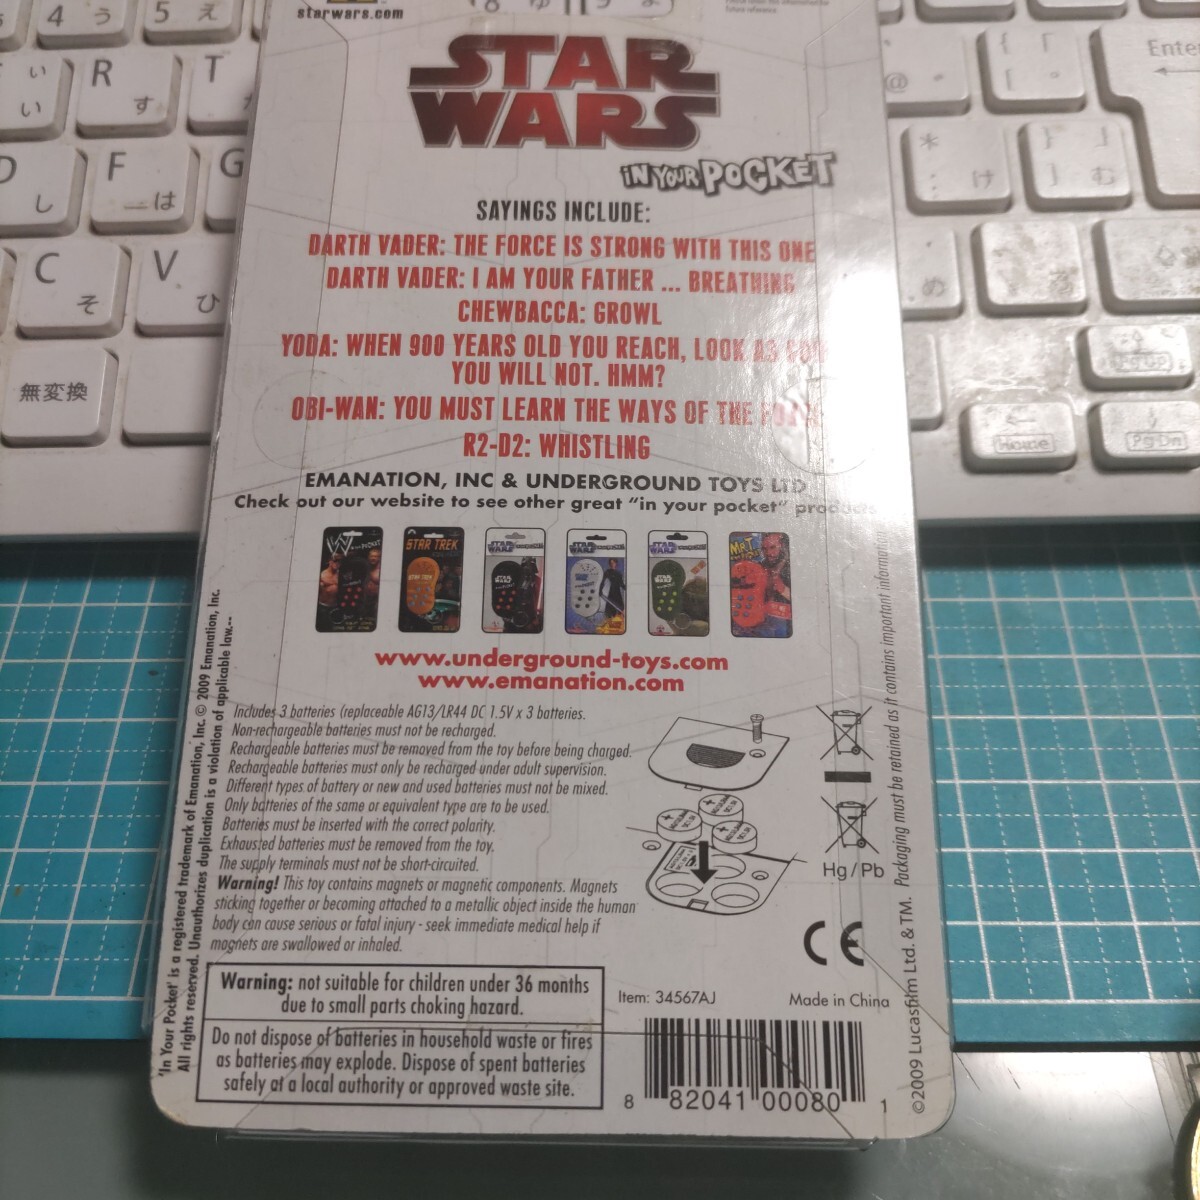 starwars.com
STAR
WARS
IN YOUR POCKET
SAYINGS INCLUDE:
DARTH VADER: THE FORCE IS STRONG WITH THIS ONE
DARTH VADER: I AM YOUR FATHER ... BREATHING
CHEWBACCA: GROWL
YODA: WHEN 900 YEARS OLD YOU REACH, LOOK AS GOOD
YOU WILL NOT. HMM?
OBI-WAN: YOU MUST LEARN THE WAYS OF THE FORCE
R2-D2: WHISTLING
EMANATION, INC & UNDERGROUND TOYS LTD
Check out our website to see other great "in your pocket" products
STAR TREK
www.underground-toys.com
www.emanation.com
Includes 3 batteries (replaceable AG13/LR44 DC 1.5V x 3 batteries.
Non-rechargeable batteries must not be recharged.
Rechargeable batteries must be removed from the toy before being charged.
Rechargeable batteries must only be recharged under adult supervision.
Different types of battery or new and used batteries must not be mixed.
Only batteries of the same or equivalent type are to be used.
Batteries must be inserted with the correct polarity.
Exhausted batteries must be removed from the toy.
The supply terminals must not be short-circuited.
Warning! This toy contains magnets or magnetic components. Magnets
sticking together or becoming attached to a metallic object inside the human
body can cause serious or fatal injury - seek immediate medical help if
magnets are swallowed or inhaled.
Warning: not suitable for children under 36 months
due to small parts choking hazard.
Do not dispose of batteries in household waste or fires
as batteries may explode. Dispose of spent batteries
safely at a local authority or approved waste site.
Hg / Pb
CE
Item: 34567AJ
Made in China
8 82041 00080 1
'In Your Pocket' is a registered trademark of Emanation, Inc. © 2009 Emanation, Inc.
All rights reserved. Unauthorizes duplication is a violation of applicable law.--
©2009 Lucasfilm Ltd. & TM. Packaging must be retained as it contains important information
4 う
5 え
R す
T
F は
G
D し
C そ
V ひ
無変換
Enter
け
む
め
House
PgDn